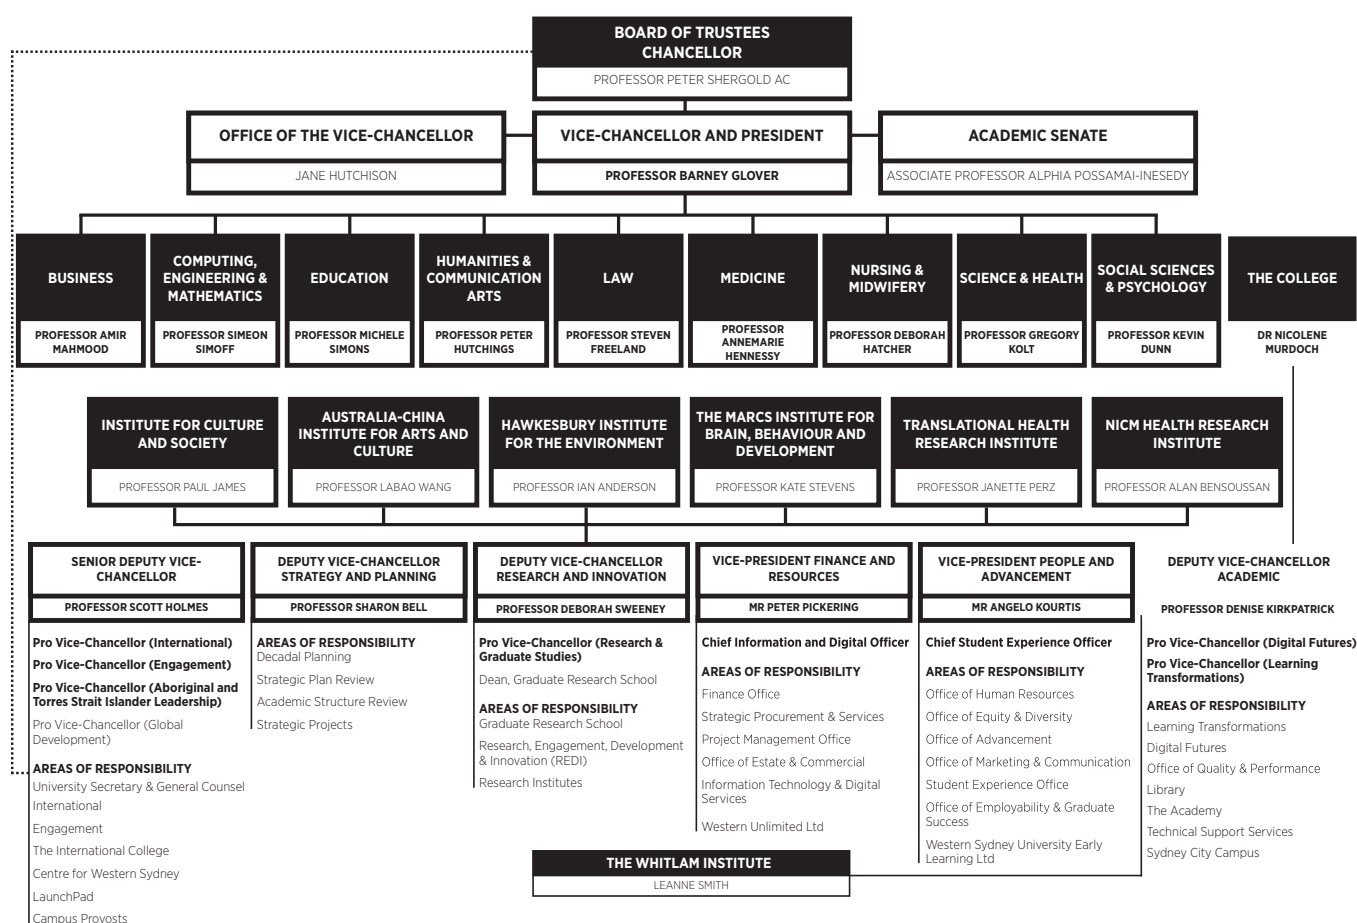 BOARD OF TRUSTEES
CHANCELLOR
PROFESSOR PETER SHERGOLD AC
OFFICE OF THE VICE-CHANCELLOR
JANE HUTCHISON
VICE-CHANCELLOR AND PRESIDENT
PROFESSOR BARNEY GLOVER
ACADEMIC SENATE
ASSOCIATE PROFESSOR ALPHIA POSSAMAI-INESEDY
BUSINESS
PROFESSOR AMIR
MAHMOOD
COMPUTING,
ENGINEERING &
MATHEMATICS
PROFESSOR SIMEON
SIMOFF
EDUCATION
PROFESSOR MICHELE
SIMONS
HUMANITIES &
COMMUNICATION
ARTS
PROFESSOR PETER
HUTCHINGS
LAW
PROFESSOR STEVEN
FREELAND
MEDICINE
PROFESSOR
ANNEMARIE
HENNESSY
NURSING &
MIDWIFERY
PROFESSOR DEBORAH
HATCHER
SCIENCE & HEALTH
PROFESSOR GREGORY
KOLT
SOCIAL SCIENCES
& PSYCHOLOGY
PROFESSOR KEVIN
DUNN
THE COLLEGE
DR NICOLENE
MURDOCH
INSTITUTE FOR CULTURE
AND SOCIETY
PROFESSOR PAUL JAMES
AUSTRALIA-CHINA
INSTITUTE FOR ARTS AND
CULTURE
PROFESSOR LABAO WANG
HAWKESBURY INSTITUTE
FOR THE ENVIRONMENT
PROFESSOR IAN ANDERSON
THE MARCS INSTITUTE FOR
BRAIN, BEHAVIOUR AND
DEVELOPMENT
PROFESSOR KATE STEVENS
TRANSLATIONAL HEALTH
RESEARCH INSTITUTE
PROFESSOR JANETTE PERZ
NICM HEALTH RESEARCH
INSTITUTE
PROFESSOR ALAN BENSOUSSAN
SENIOR DEPUTY VICE-
CHANCELLOR
PROFESSOR SCOTT HOLMES
Pro Vice-Chancellor (International)
Pro Vice-Chancellor (Engagement)
Pro Vice-Chancellor (Aboriginal and
Torres Strait Islander Leadership)
Pro Vice-Chancellor (Global
Development)
AREAS OF RESPONSIBILITY
University Secretary & General Counsel
International
Engagement
The International College
Centre for Western Sydney
LaunchPad
Campus Provosts
DEPUTY VICE-CHANCELLOR
STRATEGY AND PLANNING
PROFESSOR SHARON BELL
AREAS OF RESPONSIBILITY
Decadal Planning
Strategic Plan Review
Academic Structure Review
Strategic Projects
DEPUTY VICE-CHANCELLOR
RESEARCH AND INNOVATION
PROFESSOR DEBORAH SWEENEY
Pro Vice-Chancellor (Research &
Graduate Studies)
Dean, Graduate Research School
AREAS OF RESPONSIBILITY
Graduate Research School
Research, Engagement, Development
& Innovation (REDI)
Research Institutes
VICE-PRESIDENT FINANCE AND
RESOURCES
MR PETER PICKERING
Chief Information and Digital Officer
AREAS OF RESPONSIBILITY
Finance Office
Strategic Procurement & Services
Project Management Office
Office of Estate & Commercial
Information Technology & Digital
Services
Western Unlimited Ltd
VICE-PRESIDENT PEOPLE AND
ADVANCEMENT
MR ANGELO KOURTIS
Chief Student Experience Officer
AREAS OF RESPONSIBILITY
Office of Human Resources
Office of Equity & Diversity
Office of Advancement
Office of Marketing & Communication
Student Experience Office
Office of Employability & Graduate
Success
Western Sydney University Early
Learning Ltd
DEPUTY VICE-CHANCELLOR
ACADEMIC
PROFESSOR DENISE KIRKPATRICK
Pro Vice-Chancellor (Digital Futures)
Pro Vice-Chancellor (Learning
Transformations)
AREAS OF RESPONSIBILITY
Learning Transformations
Digital Futures
Office of Quality & Performance
Library
The Academy
Technical Support Services
Sydney City Campus
THE WHITLAM INSTITUTE
LEANNE SMITH